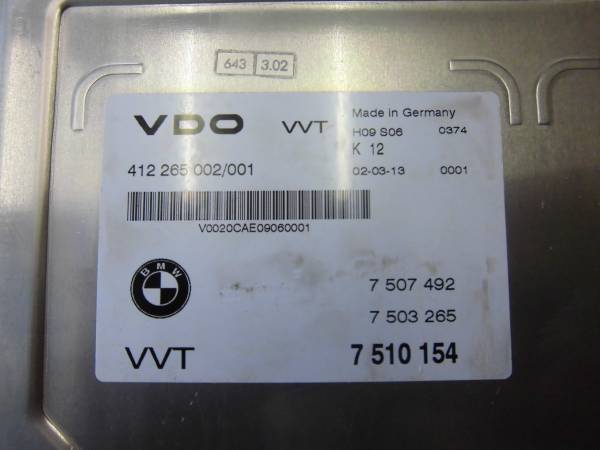 643 3.02
VDO VVT Made in Germany
H09 S06 0374
K 12
412 265 002/001 02-03-13 0001
V0020CAE09060001
BMW
7 507 492
7 503 265
VVT 7 510 154